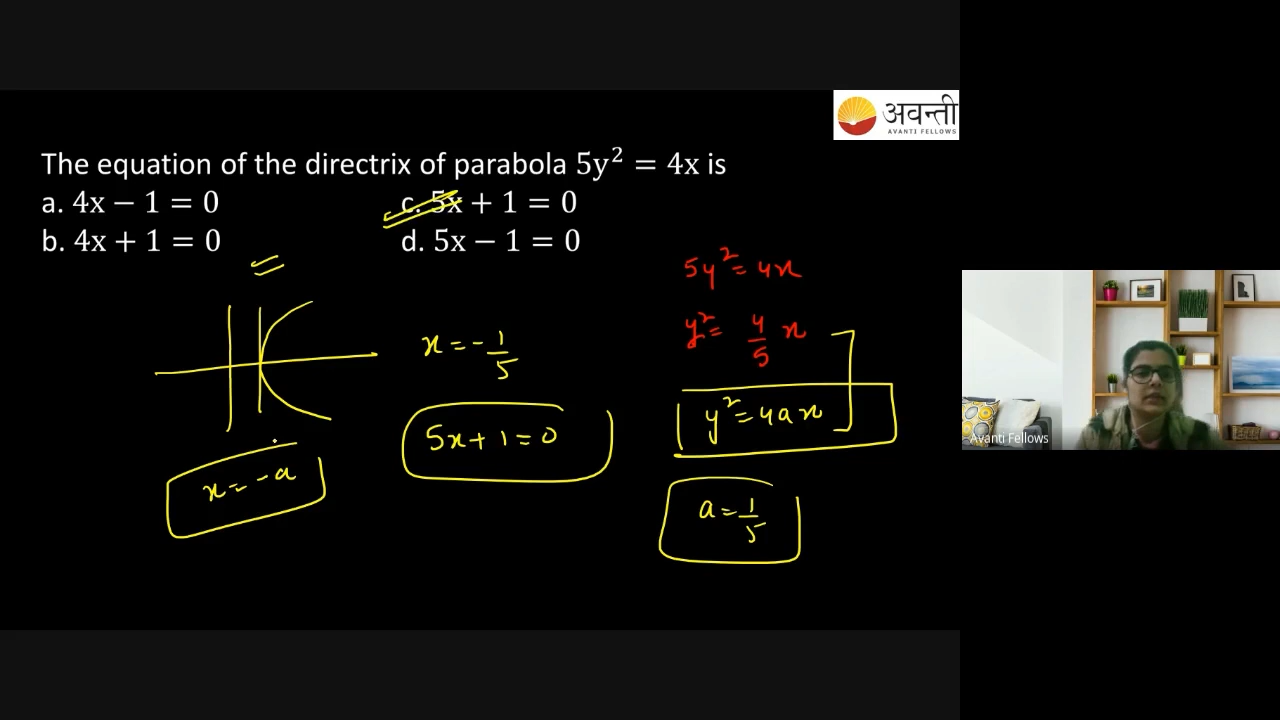 अवन्ती
AVANTI FELLOWS
The equation of the directrix of parabola 5y² = 4x is
a. 4x − 1 = 0
c. 5x + 1 = 0
b. 4x + 1 = 0
d. 5x − 1 = 0
5y² = 4x
y² = 4/5 x
x = -1/5
y² = 4ax
5x + 1 = 0
x = -a
a = 1/5
Avanti Fellows